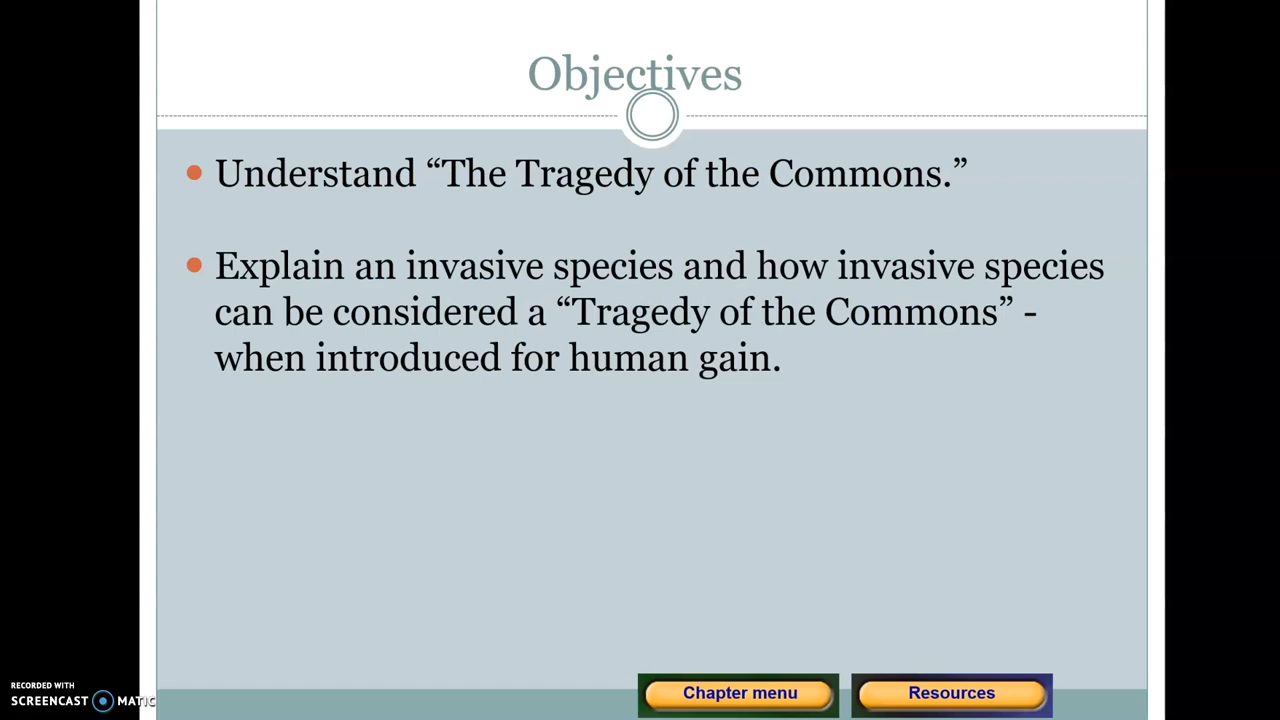 Objectives
Understand “The Tragedy of the Commons.”
Explain an invasive species and how invasive species
can be considered a “Tragedy of the Commons” -
when introduced for human gain.
Chapter menu
Resources
RECORDED WITH
SCREENCAST MATIC